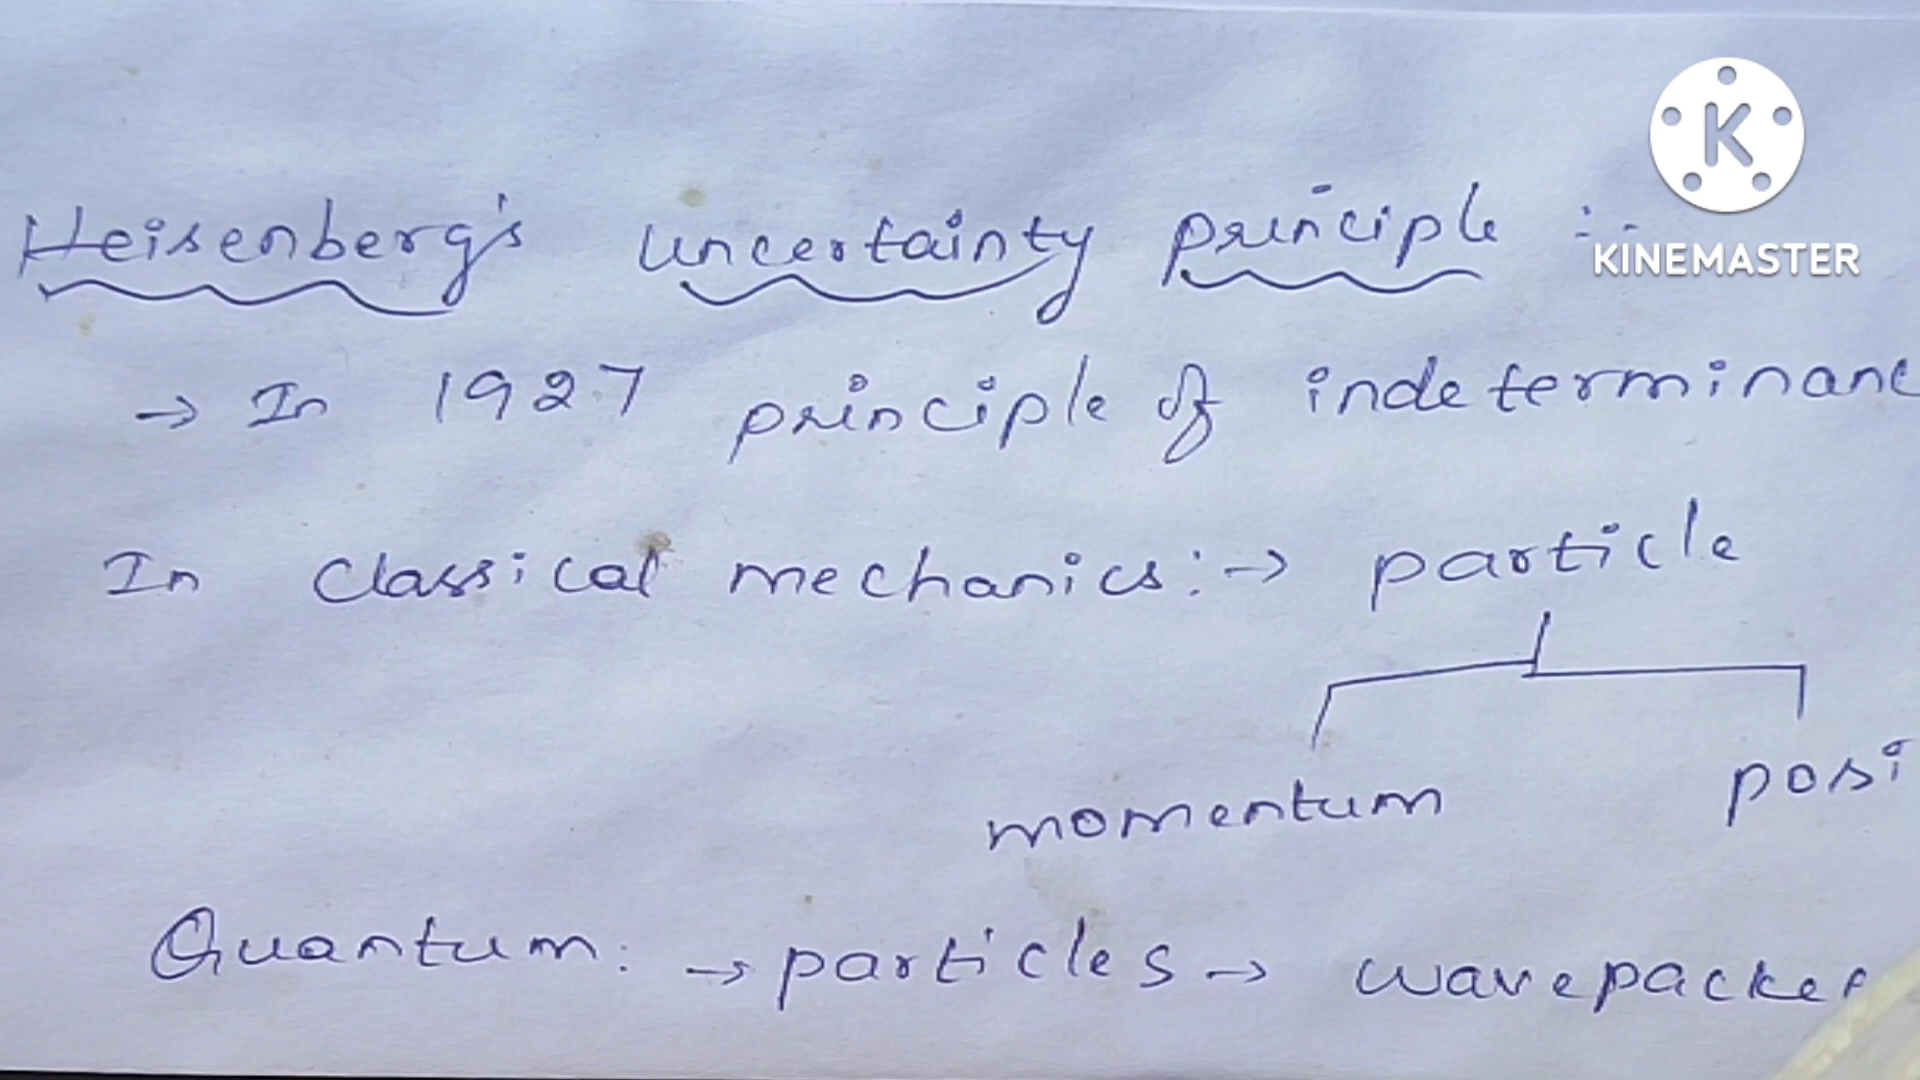 Heisenberg's uncertainty principle :-
K
KINEMASTER
→ In 1927 principle of indeterminanc
In classical mechanics :→ particle
momentum posi
Quantum: → particles → wavepacket